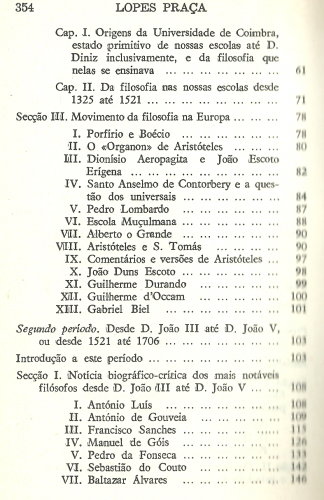 354 LOPES PRAÇA
Cap. I. Origens da Universidade de Coimbra,
estado primitivo de nossas escolas até D.
Diniz inclusivamente, e da filosofia que
nelas se ensinava ... ... ... ... ... ... ... 61
Cap. II. Da filosofia nas nossas escolas desde
1325 até 1521 ... ... ... ... ... ... ... ... 71
Secção III. Movimento da filosofia na Europa ... ... 78
I. Porfírio e Boécio ... ... ... ... ... ... 78
II. O «Organon» de Aristóteles ... ... ... 80
III. Dionísio Aeropagita e João Escoto
Erígena ... ... ... ... ... ... ... ... 82
IV. Santo Anselmo de Contorbery e a ques-
tão dos universais ... ... ... ... ... 84
V. Pedro Lombardo ... ... ... ... ... 87
VI. Escola Muçulmana ... ... ... ... ... 88
VII. Alberto o Grande ... ... ... ... ... 90
VIII. Aristóteles e S. Tomás ... ... ... ... 90
IX. Comentários e versões de Aristóteles ... 97
X. João Duns Escoto ... ... ... ... ... 98
XI. Guilherme Durando ... ... ... ... ... 99
XII. Guilherme d'Occam ... ... ... ... ... 100
XIII. Gabriel Biel ... ... ... ... ... ... 101
Segundo período. Desde D. João III até D. João V,
ou desde 1521 até 1706 ... ... ... ... ... ... 103
Introdução a este período ... ... ... ... ... ... 103
Secção I. Notícia biográfico-crítica dos mais notáveis
filósofos desde D. João III até D. João V ... ... 108
I. António Luís ... ... ... ... ... ... 108
II. António de Gouveia ... ... ... ... ... 109
III. Francisco Sanches ... ... ... ... ...
IV. Manuel de Góis ... ... ... ... ...
V. Pedro da Fonseca ... ... ... ... ...
VI. Sebastião do Couto ... ... ... ... ... 142
VII. Baltazar Álvares ... ... ... ... ... 146